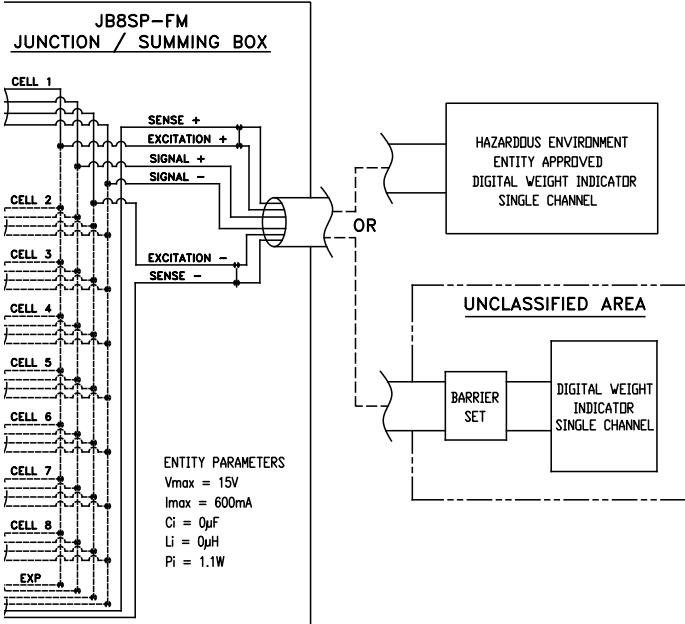 JB8SP-FM
JUNCTION / SUMMING BOX
CELL 1
SENSE +
EXCITATION +
SIGNAL +
SIGNAL -
CELL 2
EXCITATION -
CELL 3
SENSE -
CELL 4
CELL 5
CELL 6
CELL 7
CELL 8
EXP
ENTITY PARAMETERS
Vmax = 15V
Imax = 600mA
Ci = 0µF
Li = 0µH
Pi = 1.1W
OR
HAZARDOUS ENVIRONMENT
ENTITY APPROVED
DIGITAL WEIGHT INDICATOR
SINGLE CHANNEL
UNCLASSIFIED AREA
BARRIER
SET
DIGITAL WEIGHT
INDICATOR
SINGLE CHANNEL